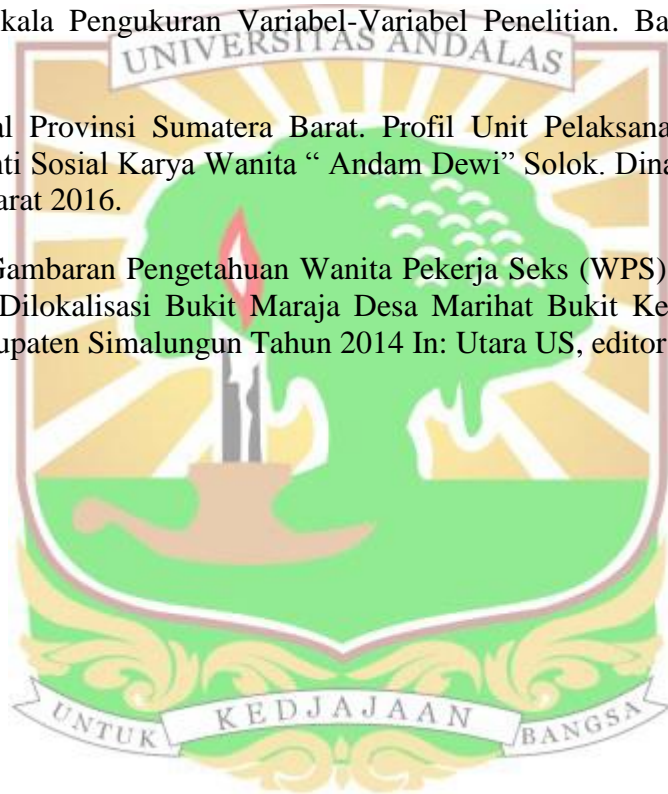 kala Pengukuran Variabel-Variabel Penelitian. Ba
UNIVERSITAS ANDALAS
al Provinsi Sumatera Barat. Profil Unit Pelaksana
nti Sosial Karya Wanita “ Andam Dewi” Solok. Dina
arat 2016.
Gambaran Pengetahuan Wanita Pekerja Seks (WPS)
Dilokalisasi Bukit Maraja Desa Marihat Bukit Ke
upaten Simalungun Tahun 2014 In: Utara US, editor
UNTUK KEDJAJAAN BANGSA